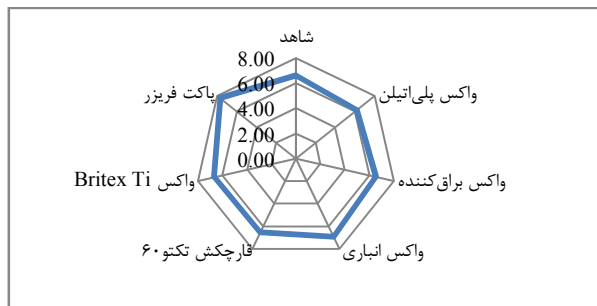 شاهد
واکس پلی‌اتیلن
واکس براق‌کننده
واکس انباری
قارچکش تکتو۶۰
واکس Britex Ti
پاکت فریزر
8.00
6.00
4.00
2.00
0.00